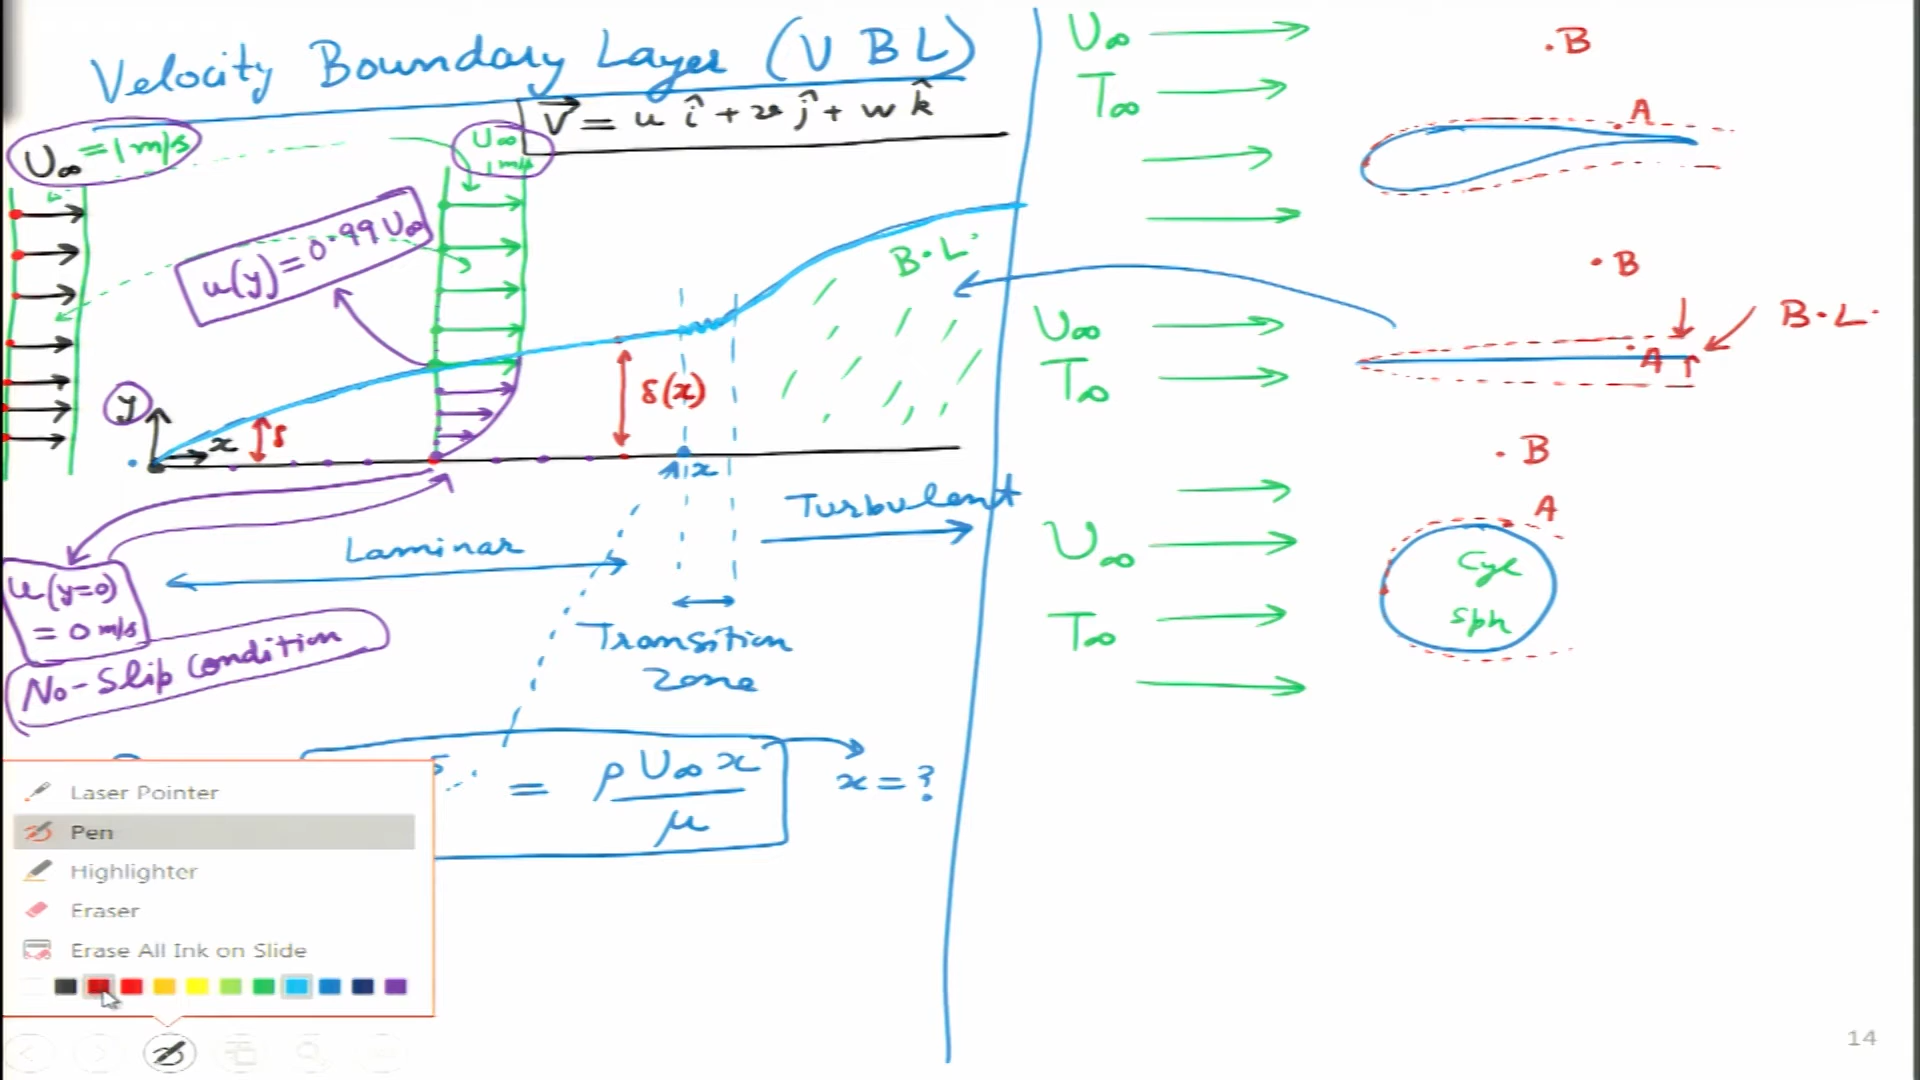 Velocity Boundary Layer (V B L)
V = u î + v ĵ + w k̂
U∞ = 1 m/s
U∞
1 m/s
u(y) = 0.99 U∞
B.L.
y
x
δ
δ(x)
x
Turbulent
Laminar
u(y=0)
= 0 m/s
No-Slip Condition
Transition
Zone
= ρ U∞ x / μ
x = ?
U∞
T∞
.B
A
.B
U∞
T∞
A
B.L.
.B
A
U∞
T∞
Cyl
Sph
Laser Pointer
Pen
Highlighter
Eraser
Erase All Ink on Slide
14